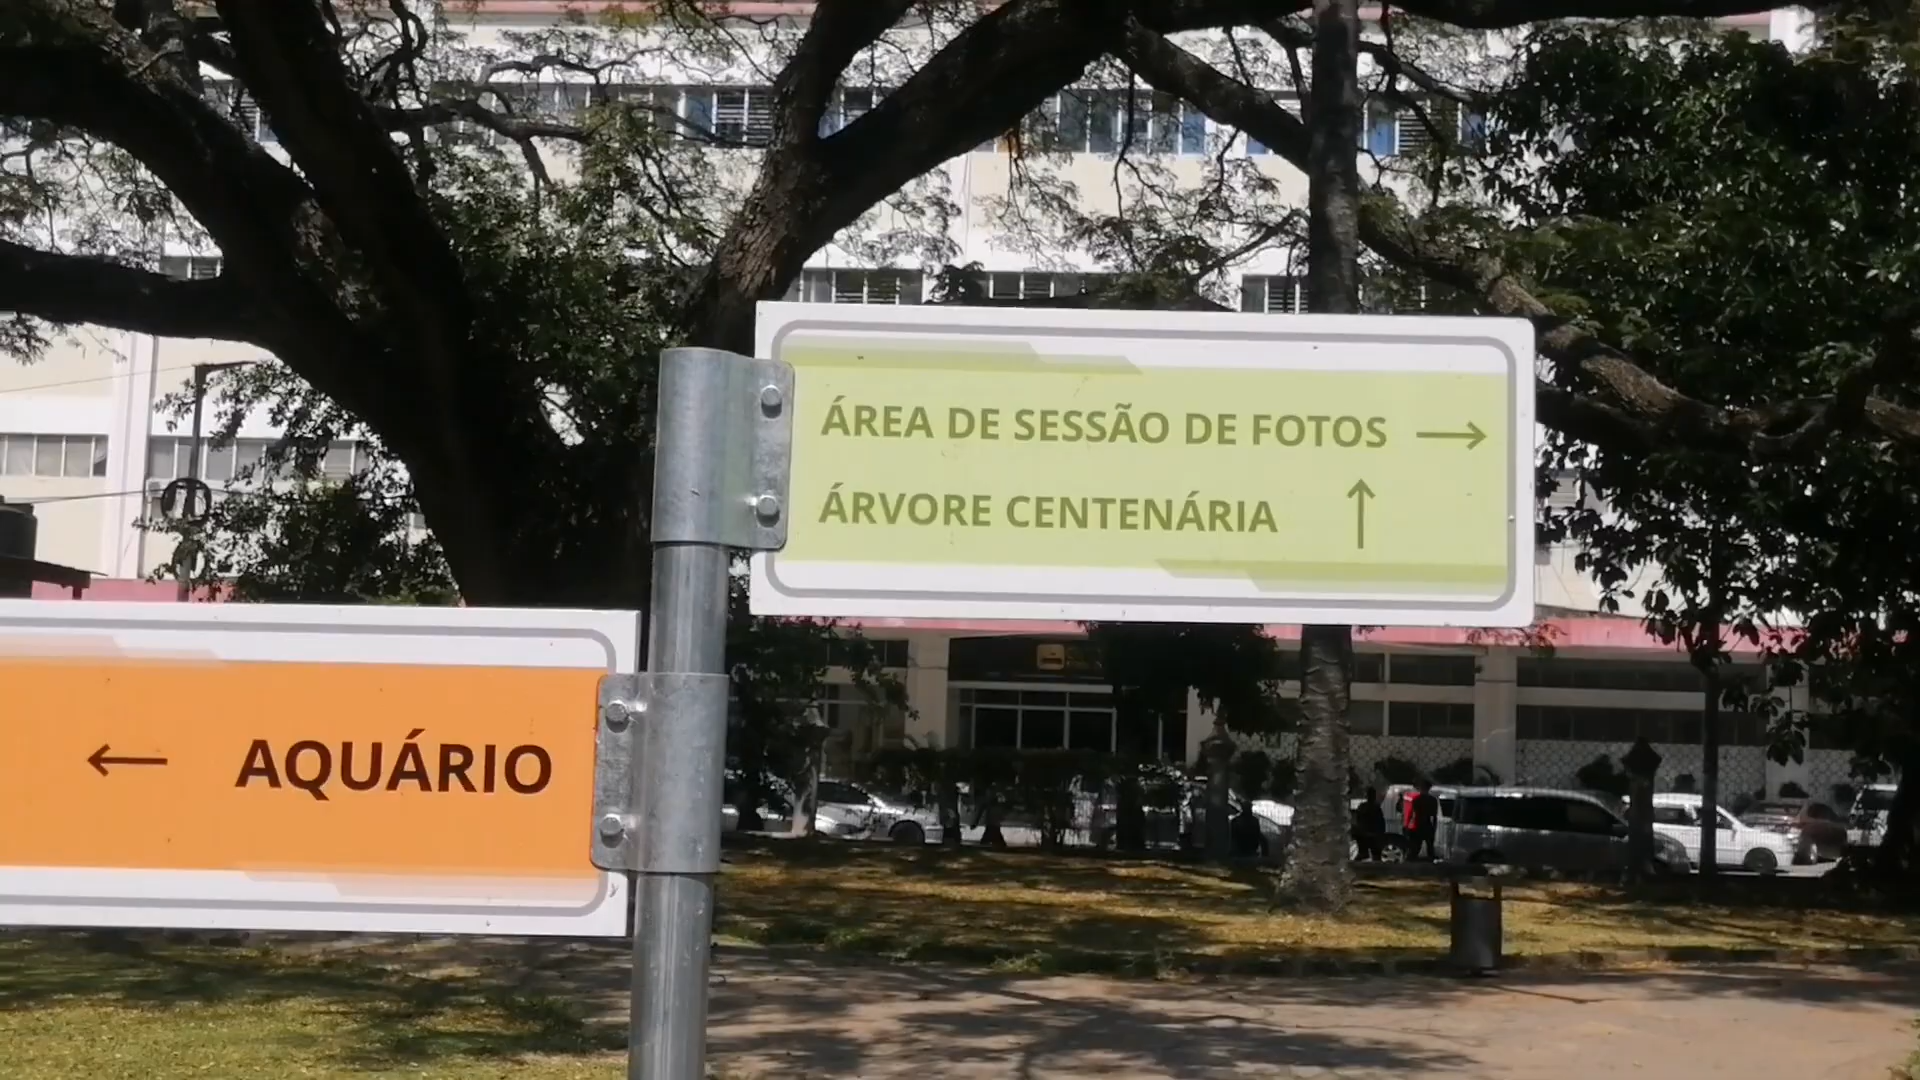 ÁREA DE SESSÃO DE FOTOS →
ÁRVORE CENTENÁRIA ↑
← AQUÁRIO